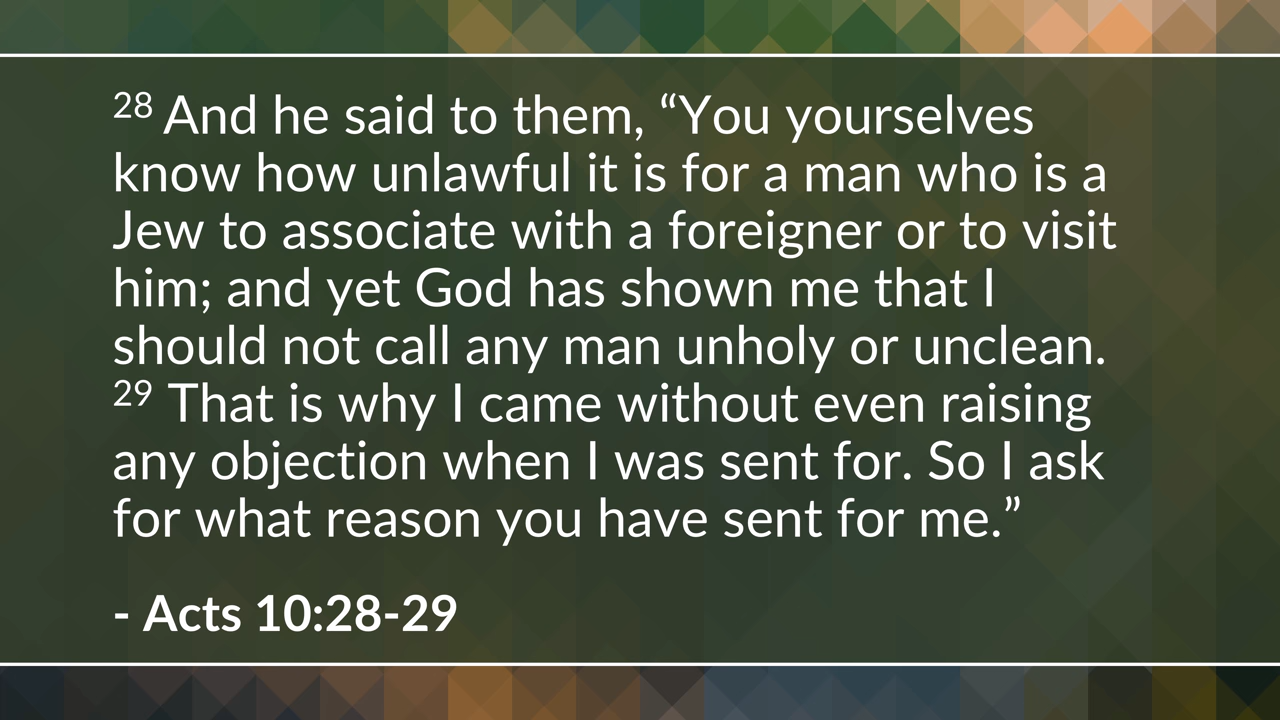 28 And he said to them, “You yourselves
know how unlawful it is for a man who is a
Jew to associate with a foreigner or to visit
him; and yet God has shown me that I
should not call any man unholy or unclean.
29 That is why I came without even raising
any objection when I was sent for. So I ask
for what reason you have sent for me.”
- Acts 10:28-29